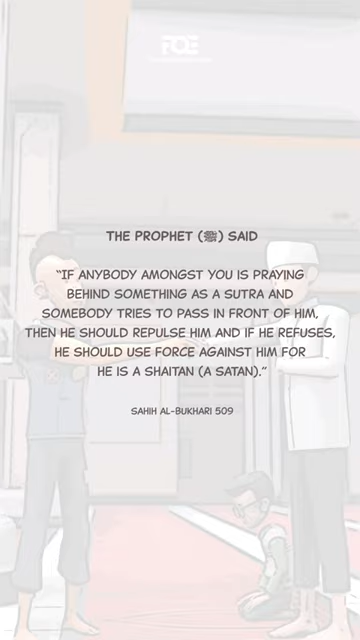 FOE
THE PROPHET (ﷺ) SAID
"IF ANYBODY AMONGST YOU IS PRAYING
BEHIND SOMETHING AS A SUTRA AND
SOMEBODY TRIES TO PASS IN FRONT OF HIM,
THEN HE SHOULD REPULSE HIM AND IF HE REFUSES,
HE SHOULD USE FORCE AGAINST HIM FOR
HE IS A SHAITAN (A SATAN)."
SAHIH AL-BUKHARI 509